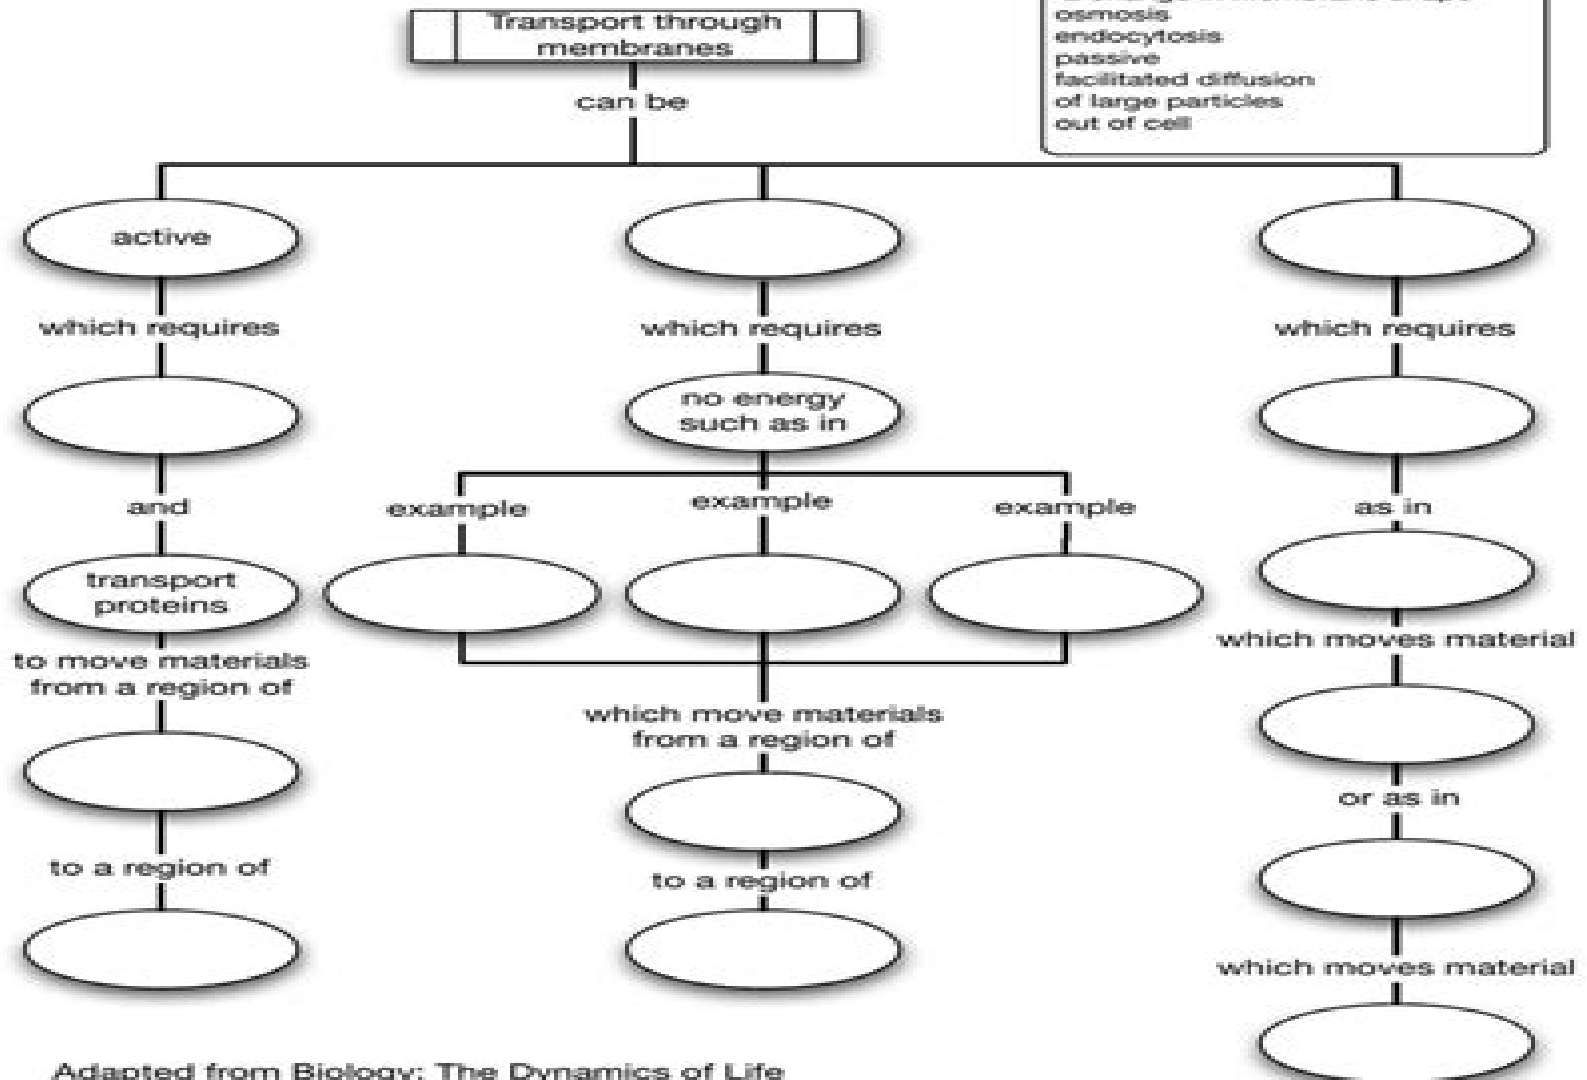 Transport through
membranes
can be
osmosis
endocytosis
passive
facilitated diffusion
of large particles
out of cell
active
which requires
which requires
which requires
no energy
such as in
and
example
example
example
as in
transport
proteins
to move materials
from a region of
which moves material
which move materials
from a region of
or as in
to a region of
to a region of
which moves material
Adapted from Biology: The Dynamics of Life